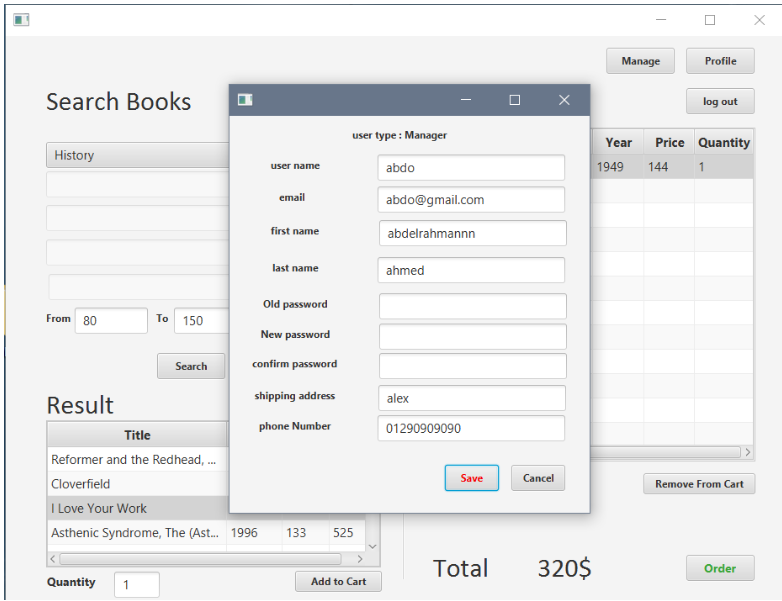 Manage
Profile
Search Books
log out
History
From
80
To
150
Search
Result
Title
Reformer and the Redhead, ...
Cloverfield
I Love Your Work
Asthenic Syndrome, The (Ast... 1996 133 525
Quantity
1
Add to Cart
user type : Manager
user name
abdo
email
abdo@gmail.com
first name
abdelrahmannn
last name
ahmed
Old password
New password
confirm password
shipping address
alex
phone Number
01290909090
Save
Cancel
Year Price Quantity
1949 144 1
Remove From Cart
Total 320$
Order